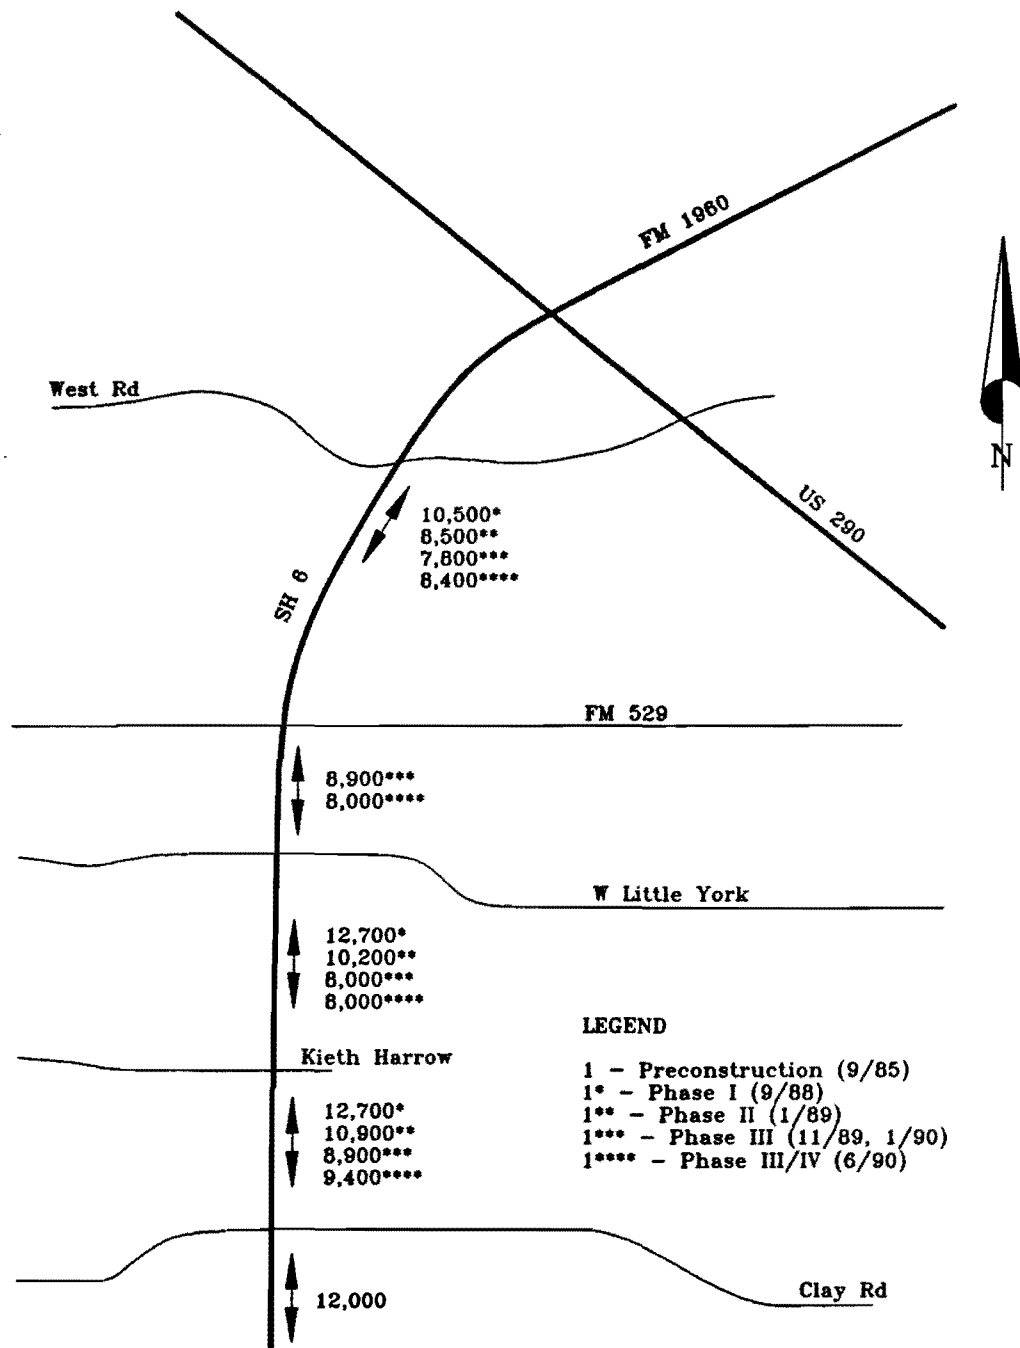 FM 1960
West Rd
N
10,500*
8,500**
7,800***
8,400****
US 290
SH 6
FM 529
8,900***
8,000****
W Little York
12,700*
10,200**
8,000***
8,000****
LEGEND
Kieth Harrow
1 - Preconstruction (9/85)
1* - Phase I (9/88)
1** - Phase II (1/89)
1*** - Phase III (11/89, 1/90)
1**** - Phase III/IV (6/90)
12,700*
10,900**
8,900***
9,400****
Clay Rd
12,000